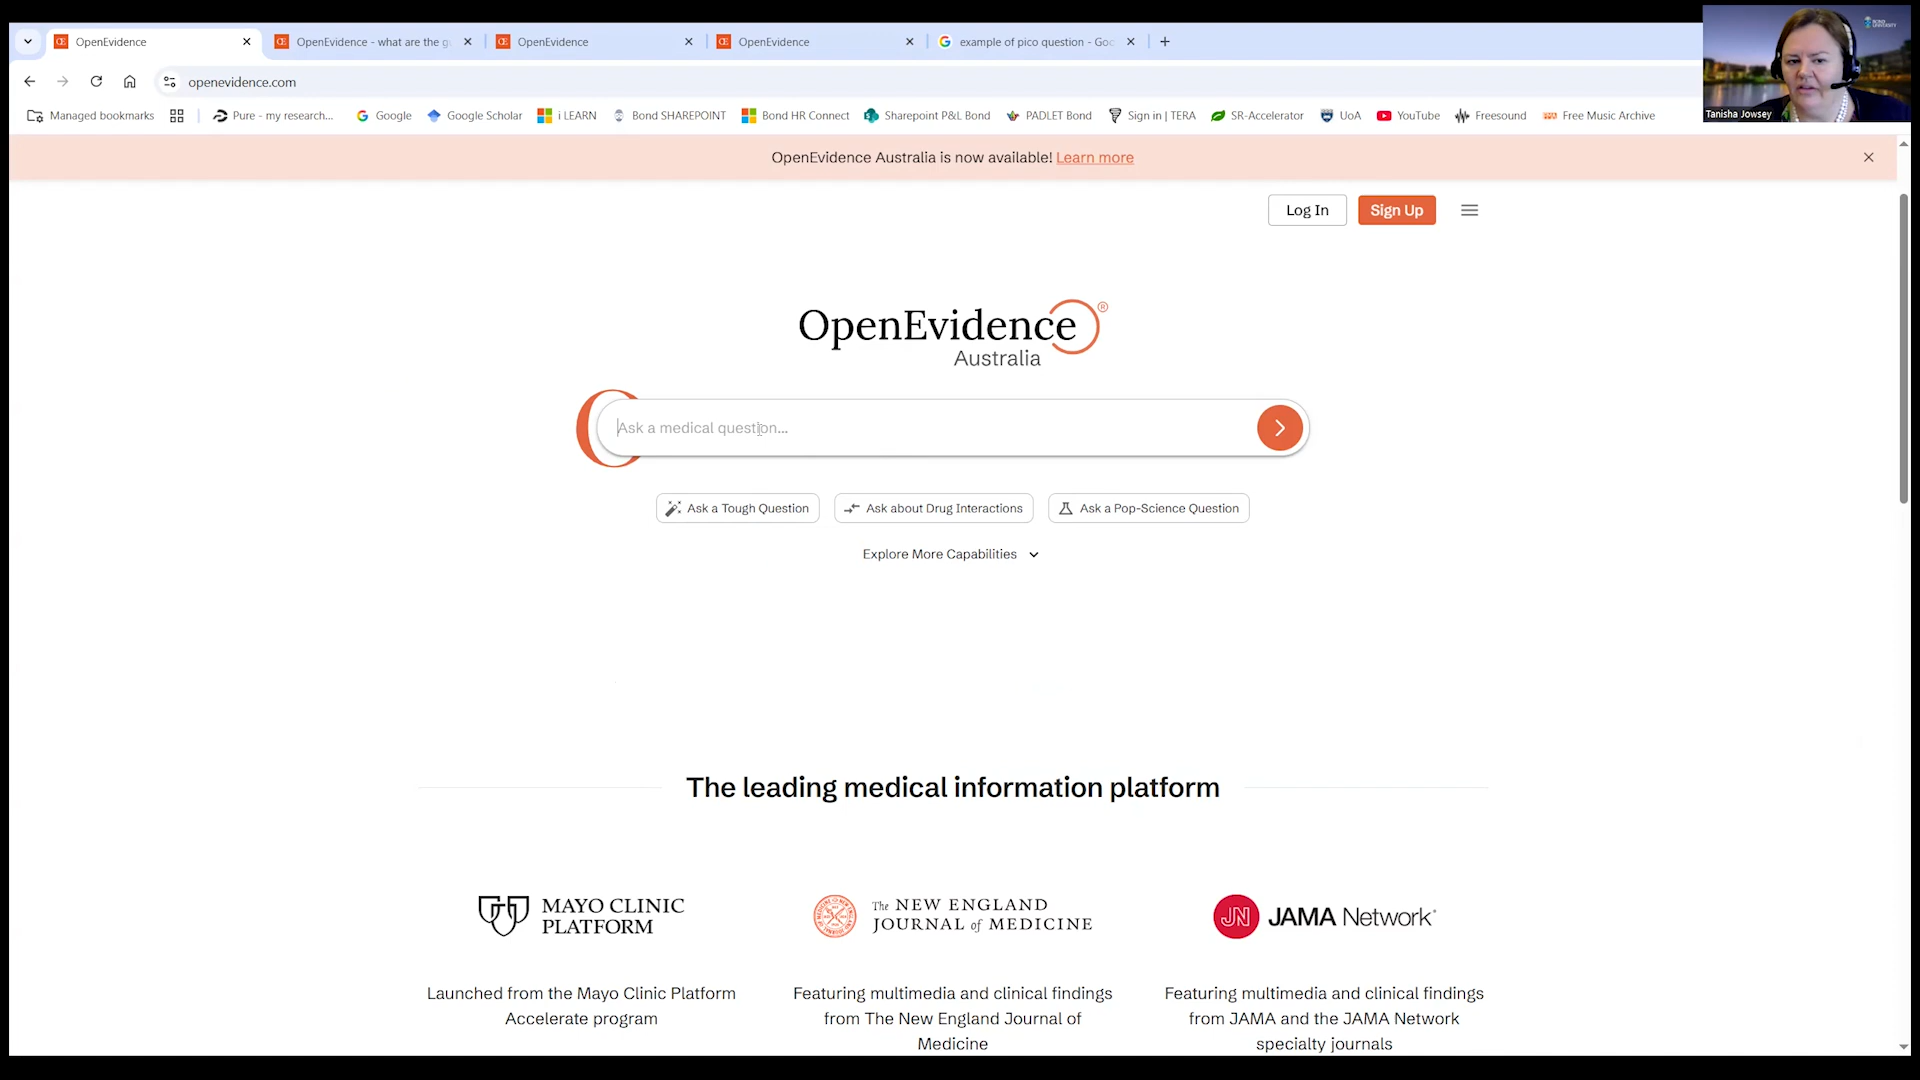 OpenEvidence
OpenEvidence - what are the g
OpenEvidence
OpenEvidence
example of pico question - Goo
openevidence.com
Managed bookmarks
Pure - my research...
Google
Google Scholar
i LEARN
Bond SHAREPOINT
Bond HR Connect
Sharepoint P&L Bond
PADLET Bond
Sign in | TERA
SR-Accelerator
UoA
YouTube
Freesound
Free Music Archive
BOND UNIVERSITY
Tanisha Jowsey
OpenEvidence Australia is now available! Learn more
Log In
Sign Up
OpenEvidence®
Australia
Ask a medical question...
Ask a Tough Question
Ask about Drug Interactions
Ask a Pop-Science Question
Explore More Capabilities
The leading medical information platform
MAYO CLINIC
PLATFORM
The NEW ENGLAND
JOURNAL of MEDICINE
JN JAMA Network
Launched from the Mayo Clinic Platform
Accelerate program
Featuring multimedia and clinical findings
from The New England Journal of
Medicine
Featuring multimedia and clinical findings
from JAMA and the JAMA Network
specialty journals